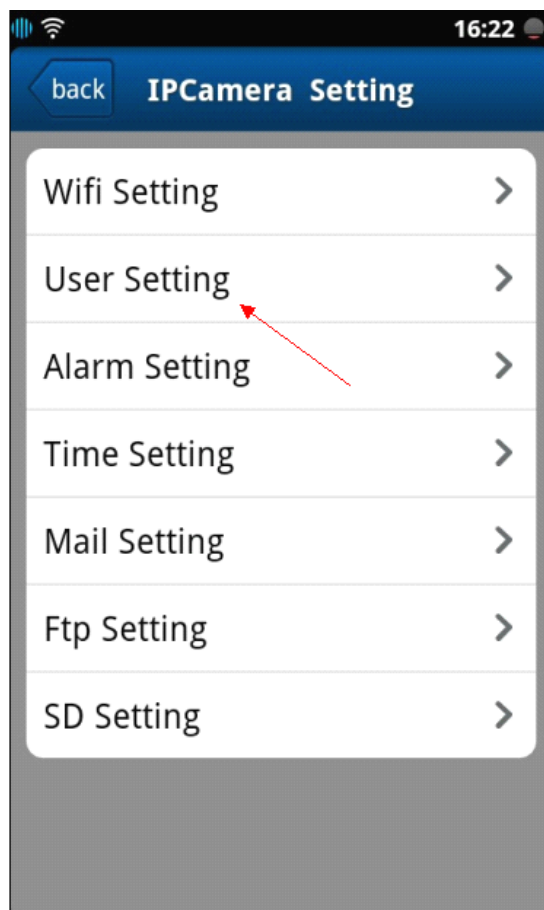 16:22
back IPCamera Setting
Wifi Setting
User Setting
Alarm Setting
Time Setting
Mail Setting
Ftp Setting
SD Setting